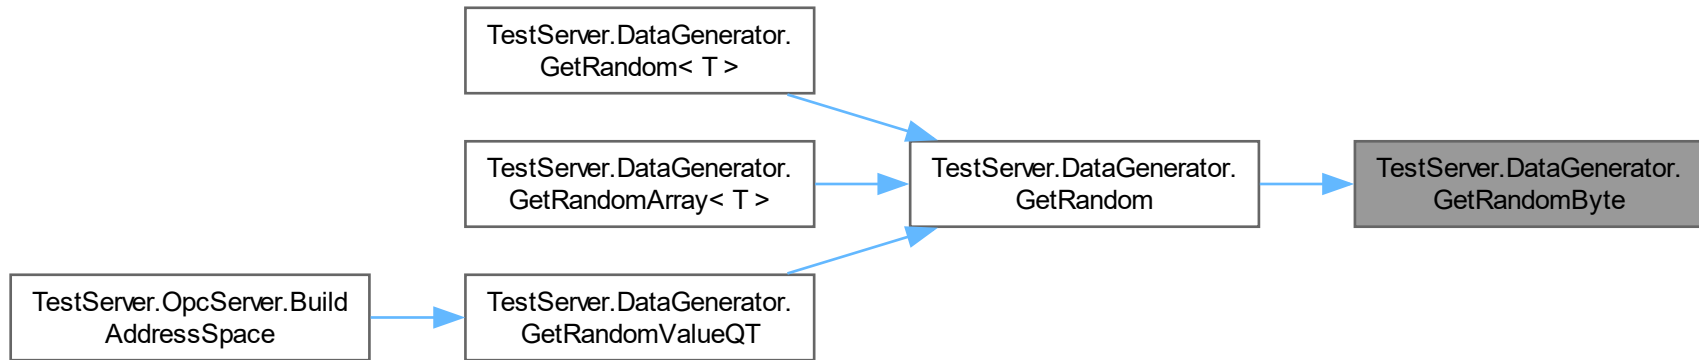 TestServer.DataGenerator.
GetRandom< T >
TestServer.DataGenerator.
GetRandomArray< T >
TestServer.DataGenerator.
GetRandom
TestServer.DataGenerator.
GetRandomByte
TestServer.OpcServer.Build
AddressSpace
TestServer.DataGenerator.
GetRandomValueQT